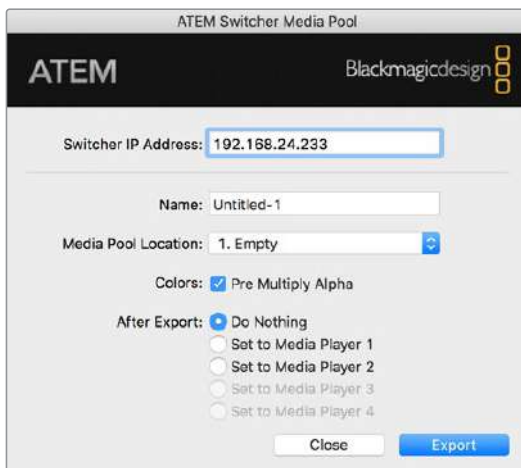 ATEM Switcher Media Pool
ATEM
Blackmagicdesign
Switcher IP Address: 192.168.24.233
Name: Untitled-1
Media Pool Location: 1. Empty
Colors: Pre Multiply Alpha
After Export: Do Nothing
Set to Media Player 1
Set to Media Player 2
Set to Media Player 3
Set to Media Player 4
Close Export